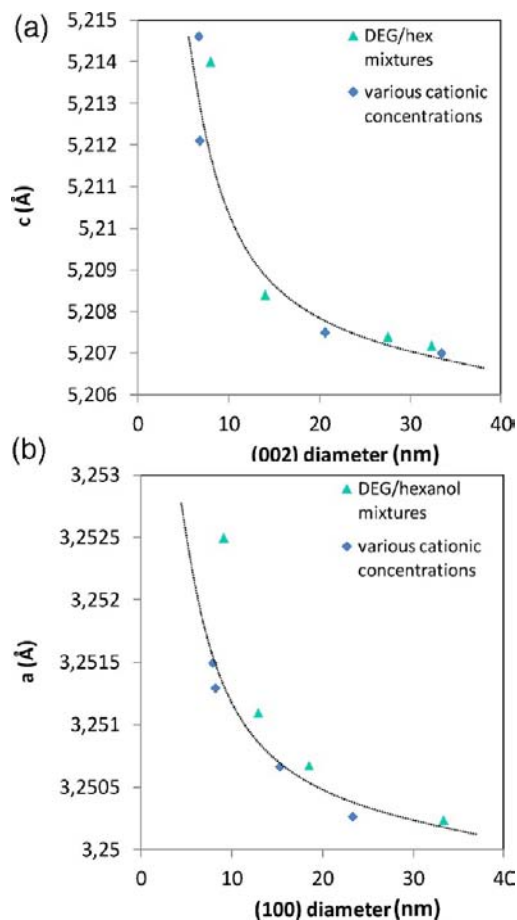 (a)
5,215
5,214
5,213
5,212
5,211
5,21
5,209
5,208
5,207
5,206
c (Å)
DEG/hex
mixtures
various cationic
concentrations
0 10 20 30 40
(002) diameter (nm)
(b)
3,253
3,2525
3,252
3,2515
3,251
3,2505
3,25
a (Å)
DEG/hexanol
mixtures
various cationic
concentrations
0 10 20 30 40
(100) diameter (nm)